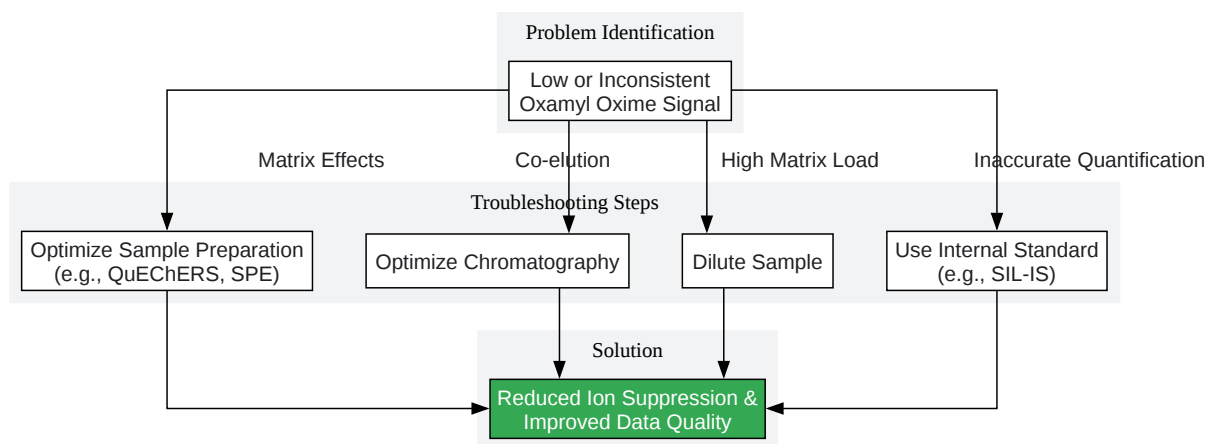 Problem Identification
Low or Inconsistent
Oxamyl Oxime Signal
Matrix Effects
Co-elution
High Matrix Load
Inaccurate Quantification
Troubleshooting Steps
Optimize Sample Preparation
(e.g., QuEChERS, SPE)
Optimize Chromatography
Dilute Sample
Use Internal Standard
(e.g., SIL-IS)
Solution
Reduced Ion Suppression &
Improved Data Quality